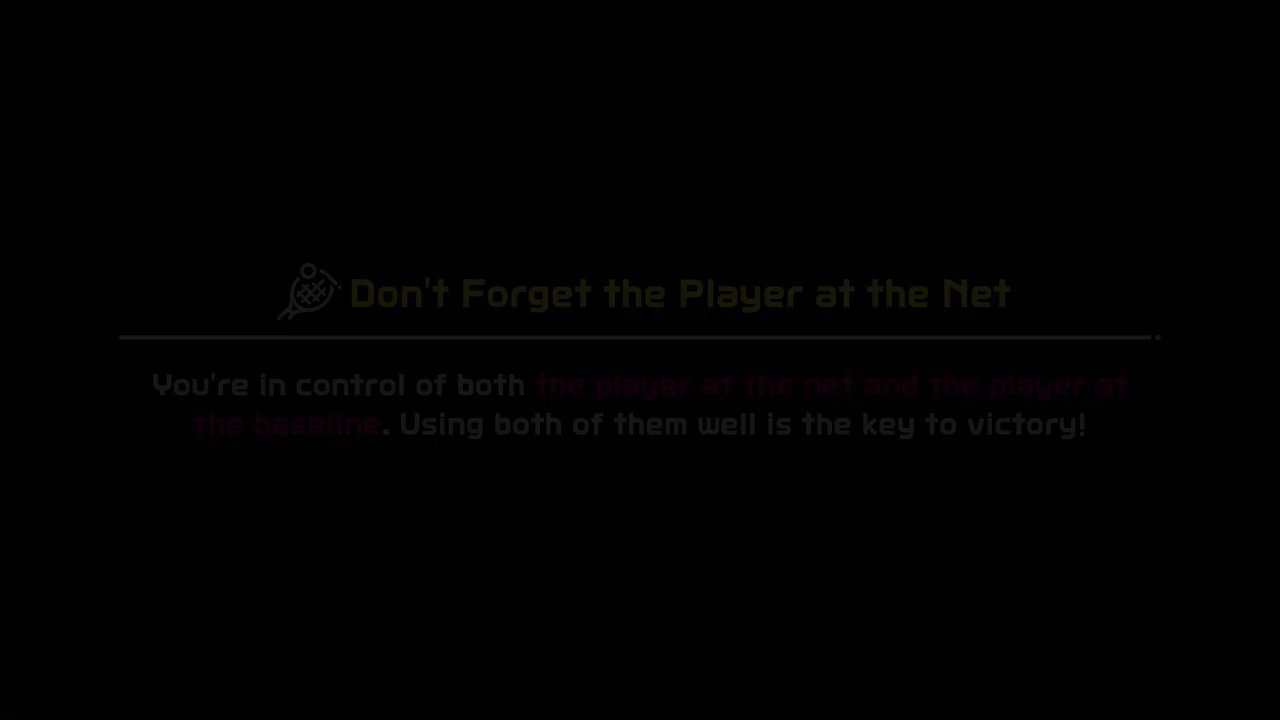 Don't Forget the Player at the Net
You're in control of both the player at the net and the player at
the baseline. Using both of them well is the key to victory!